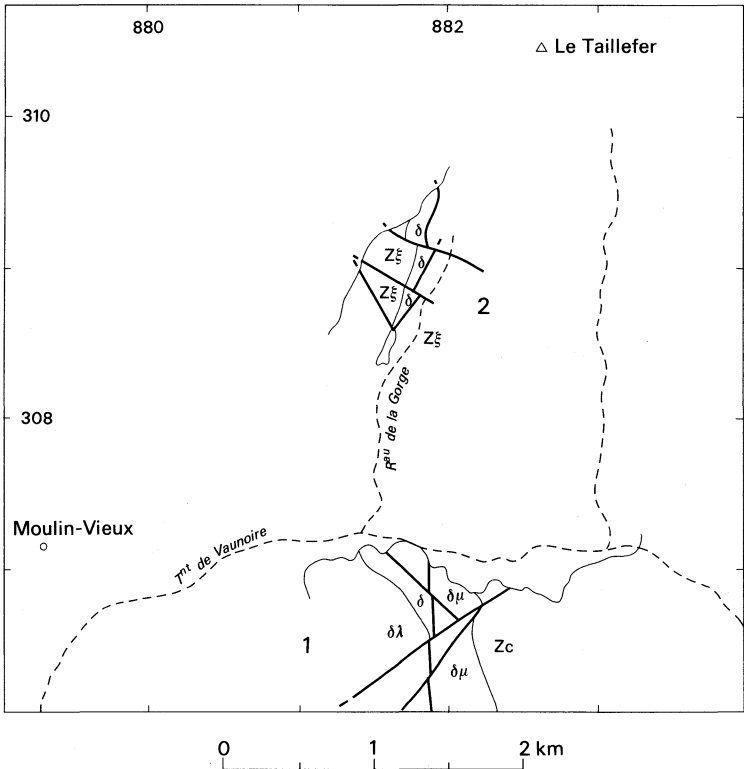 880
882
△ Le Taillefer
310
δ
Zξ
δ
Zξ
δ
2
Zξ
Rau de la Gorge
308
Moulin-Vieux
Tnt de Vaunoire
δ
δμ
δλ
1
Zc
δμ
0
1
2 km